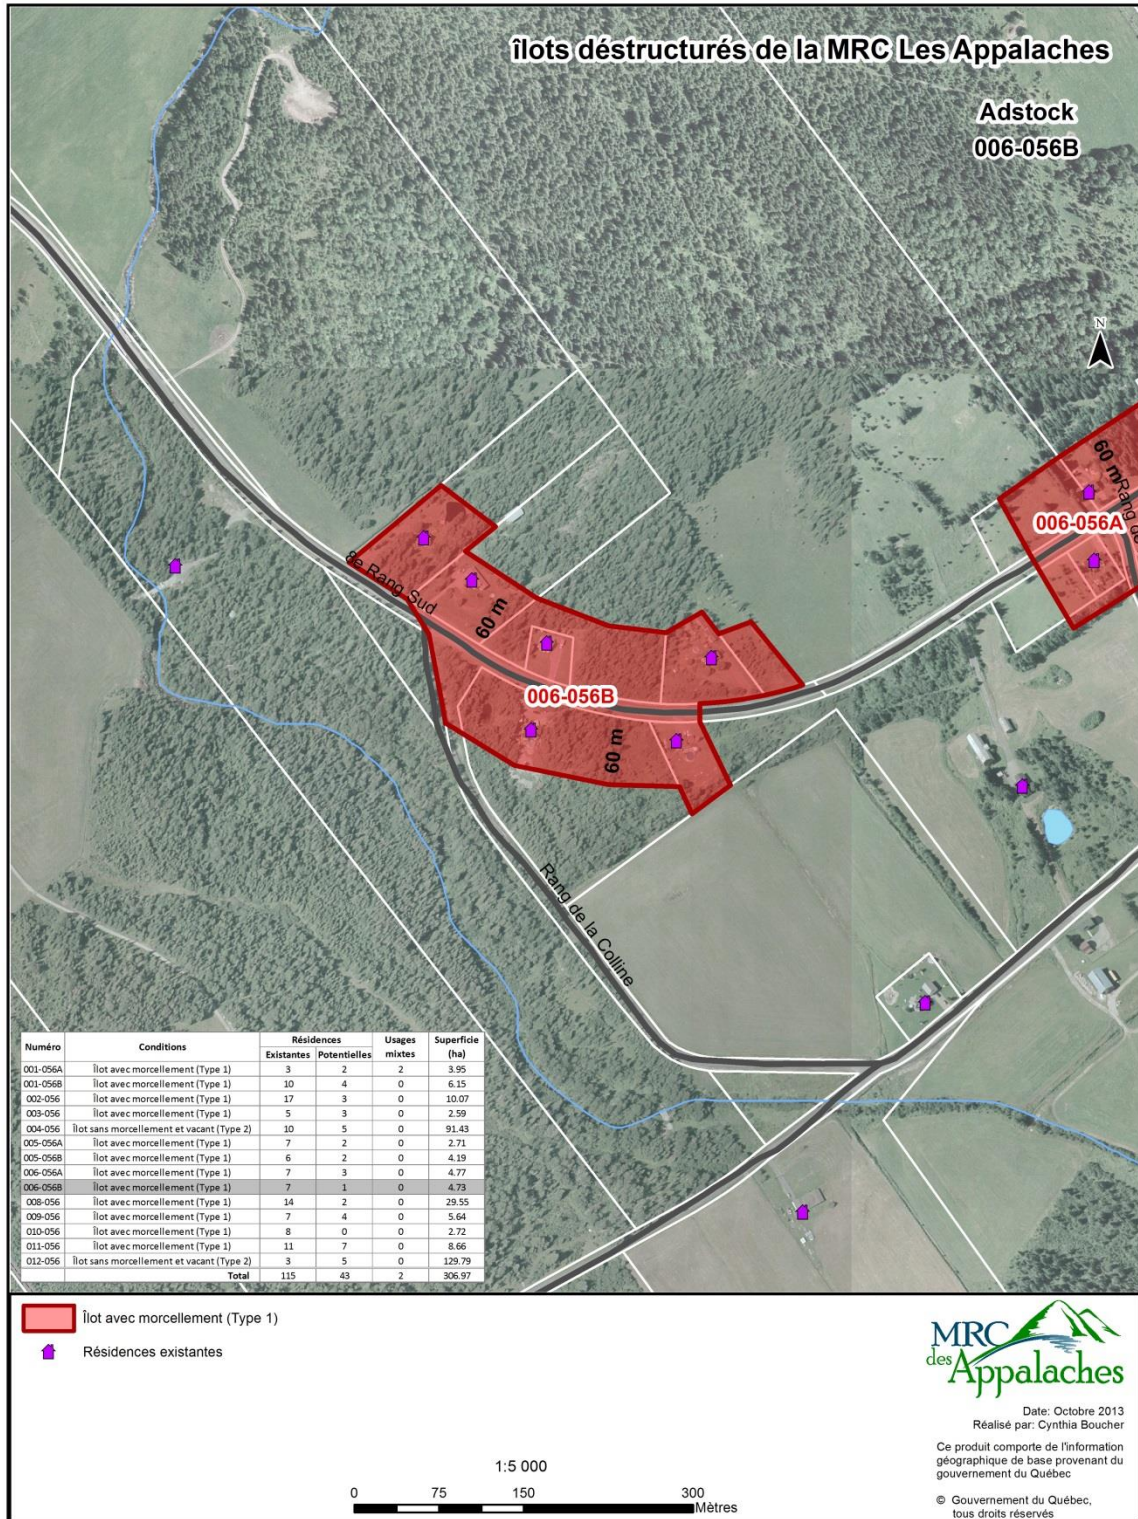 îlots déstructurés de la MRC Les Appalaches
Adstock
006-056B
N
60 m
Rang de
006-056A
8e Rang Sud
60 m
006-056B
60 m
Rang de la Colline
Numéro Conditions Résidences Usages mixtes Superficie (ha)
Existantes Potentielles
001-056A Îlot avec morcellement (Type 1) 3 2 2 3.95
001-056B Îlot avec morcellement (Type 1) 10 4 0 6.15
002-056 Îlot avec morcellement (Type 1) 17 3 0 10.07
003-056 Îlot avec morcellement (Type 1) 5 3 0 2.59
004-056 Îlot sans morcellement et vacant (Type 2) 10 5 0 91.43
005-056A Îlot avec morcellement (Type 1) 7 2 0 2.71
005-056B Îlot avec morcellement (Type 1) 6 2 0 4.19
006-056A Îlot avec morcellement (Type 1) 7 3 0 4.77
006-056B Îlot avec morcellement (Type 1) 7 1 0 4.73
008-056 Îlot avec morcellement (Type 1) 14 2 0 29.55
009-056 Îlot avec morcellement (Type 1) 7 4 0 5.64
010-056 Îlot avec morcellement (Type 1) 8 0 0 2.72
011-056 Îlot avec morcellement (Type 1) 11 7 0 8.66
012-056 Îlot sans morcellement et vacant (Type 2) 3 5 0 129.79
Total 115 43 2 306.97
Îlot avec morcellement (Type 1)
Résidences existantes
MRC
des Appalaches
Date: Octobre 2013
Réalisé par: Cynthia Boucher
Ce produit comporte de l'information
géographique de base provenant du
gouvernement du Québec
© Gouvernement du Québec,
tous droits réservés
1:5 000
0 75 150 300
Mètres